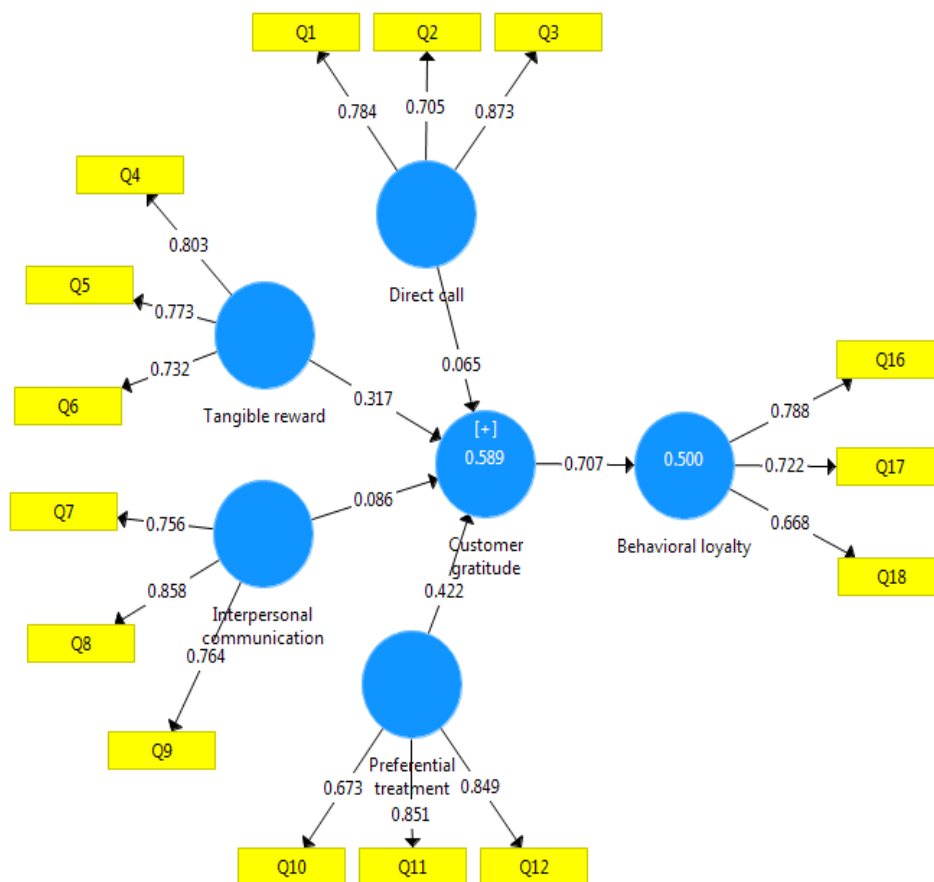 Q1
Q2
Q3
0.784
0.705
0.873
Direct call
0.065
Q4
0.803
Q5
0.773
Q6
0.732
Tangible reward
0.317
Q7
0.756
Q8
0.858
Q9
0.764
Interpersonal
communication
0.086
[+]
0.589
Customer
gratitude
0.707
0.500
Behavioral loyalty
0.788
Q16
0.722
Q17
0.668
Q18
0.422
Preferential
treatment
0.673
0.851
0.849
Q10
Q11
Q12